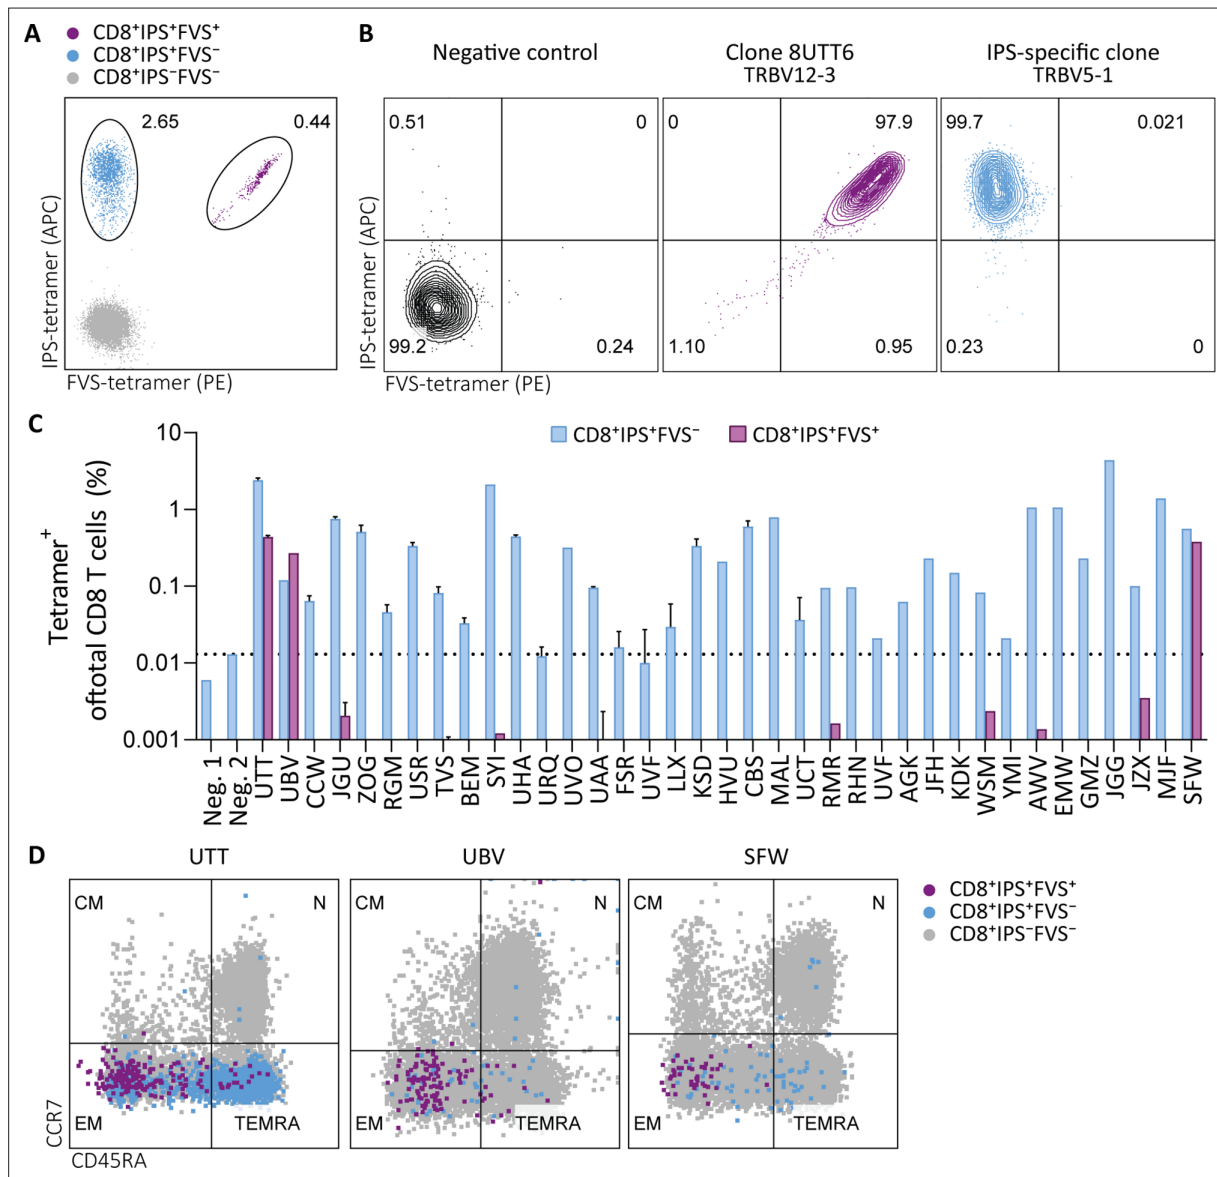 A
CD8⁺IPS⁺FVS⁺
CD8⁺IPS⁺FVS⁻
CD8⁺IPS⁻FVS⁻
2.65
0.44
IPS-tetramer (APC)
FVS-tetramer (PE)
B
Negative control
Clone 8UTT6
TRBV12-3
IPS-specific clone
TRBV5-1
0.51
0
0
97.9
99.7
0.021
99.2
0.24
1.10
0.95
0.23
0
IPS-tetramer (APC)
FVS-tetramer (PE)
C
CD8⁺IPS⁺FVS⁻
CD8⁺IPS⁺FVS⁺
Tetramer⁺
oftotal CD8 T cells (%)
10
1
0.1
0.01
0.001
Neg. 1
Neg. 2
UTT
UBV
CCW
JGU
ZOG
RGM
USR
TVS
BEM
SYI
UHA
URQ
UVO
UAA
FSR
UVF
LLX
KSD
HVU
CBS
MAL
UCT
RMR
RHN
UVF
AGK
JFH
KDK
WSM
YMI
AWV
EMW
GMZ
JGG
JZX
MJF
SFW
D
UTT
UBV
SFW
CM
N
EM
TEMRA
CM
N
EM
TEMRA
CM
N
EM
TEMRA
CCR7
CD45RA
CD8⁺IPS⁺FVS⁺
CD8⁺IPS⁺FVS⁻
CD8⁺IPS⁻FVS⁻